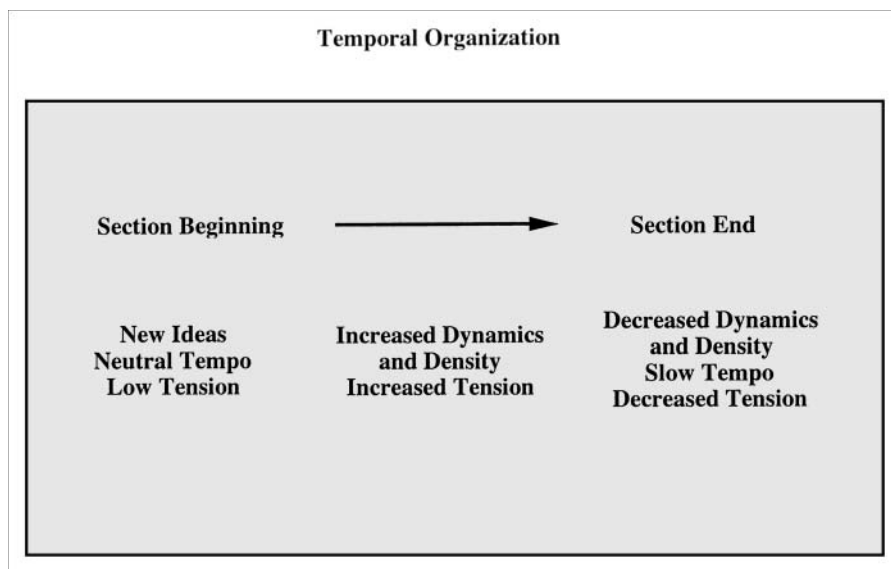 Temporal Organization
Section Beginning
Section End
New Ideas
Neutral Tempo
Low Tension
Increased Dynamics
and Density
Increased Tension
Decreased Dynamics
and Density
Slow Tempo
Decreased Tension